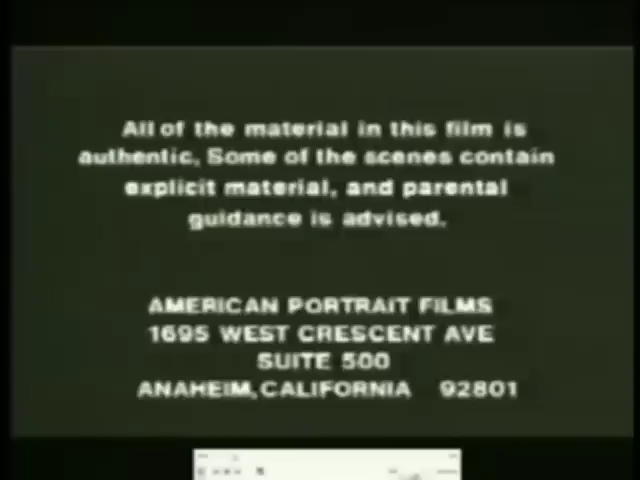 All of the material in this film is
authentic. Some of the scenes contain
explicit material, and parental
guidance is advised.
AMERICAN PORTRAIT FILMS
1695 WEST CRESCENT AVE
SUITE 500
ANAHEIM, CALIFORNIA 92801